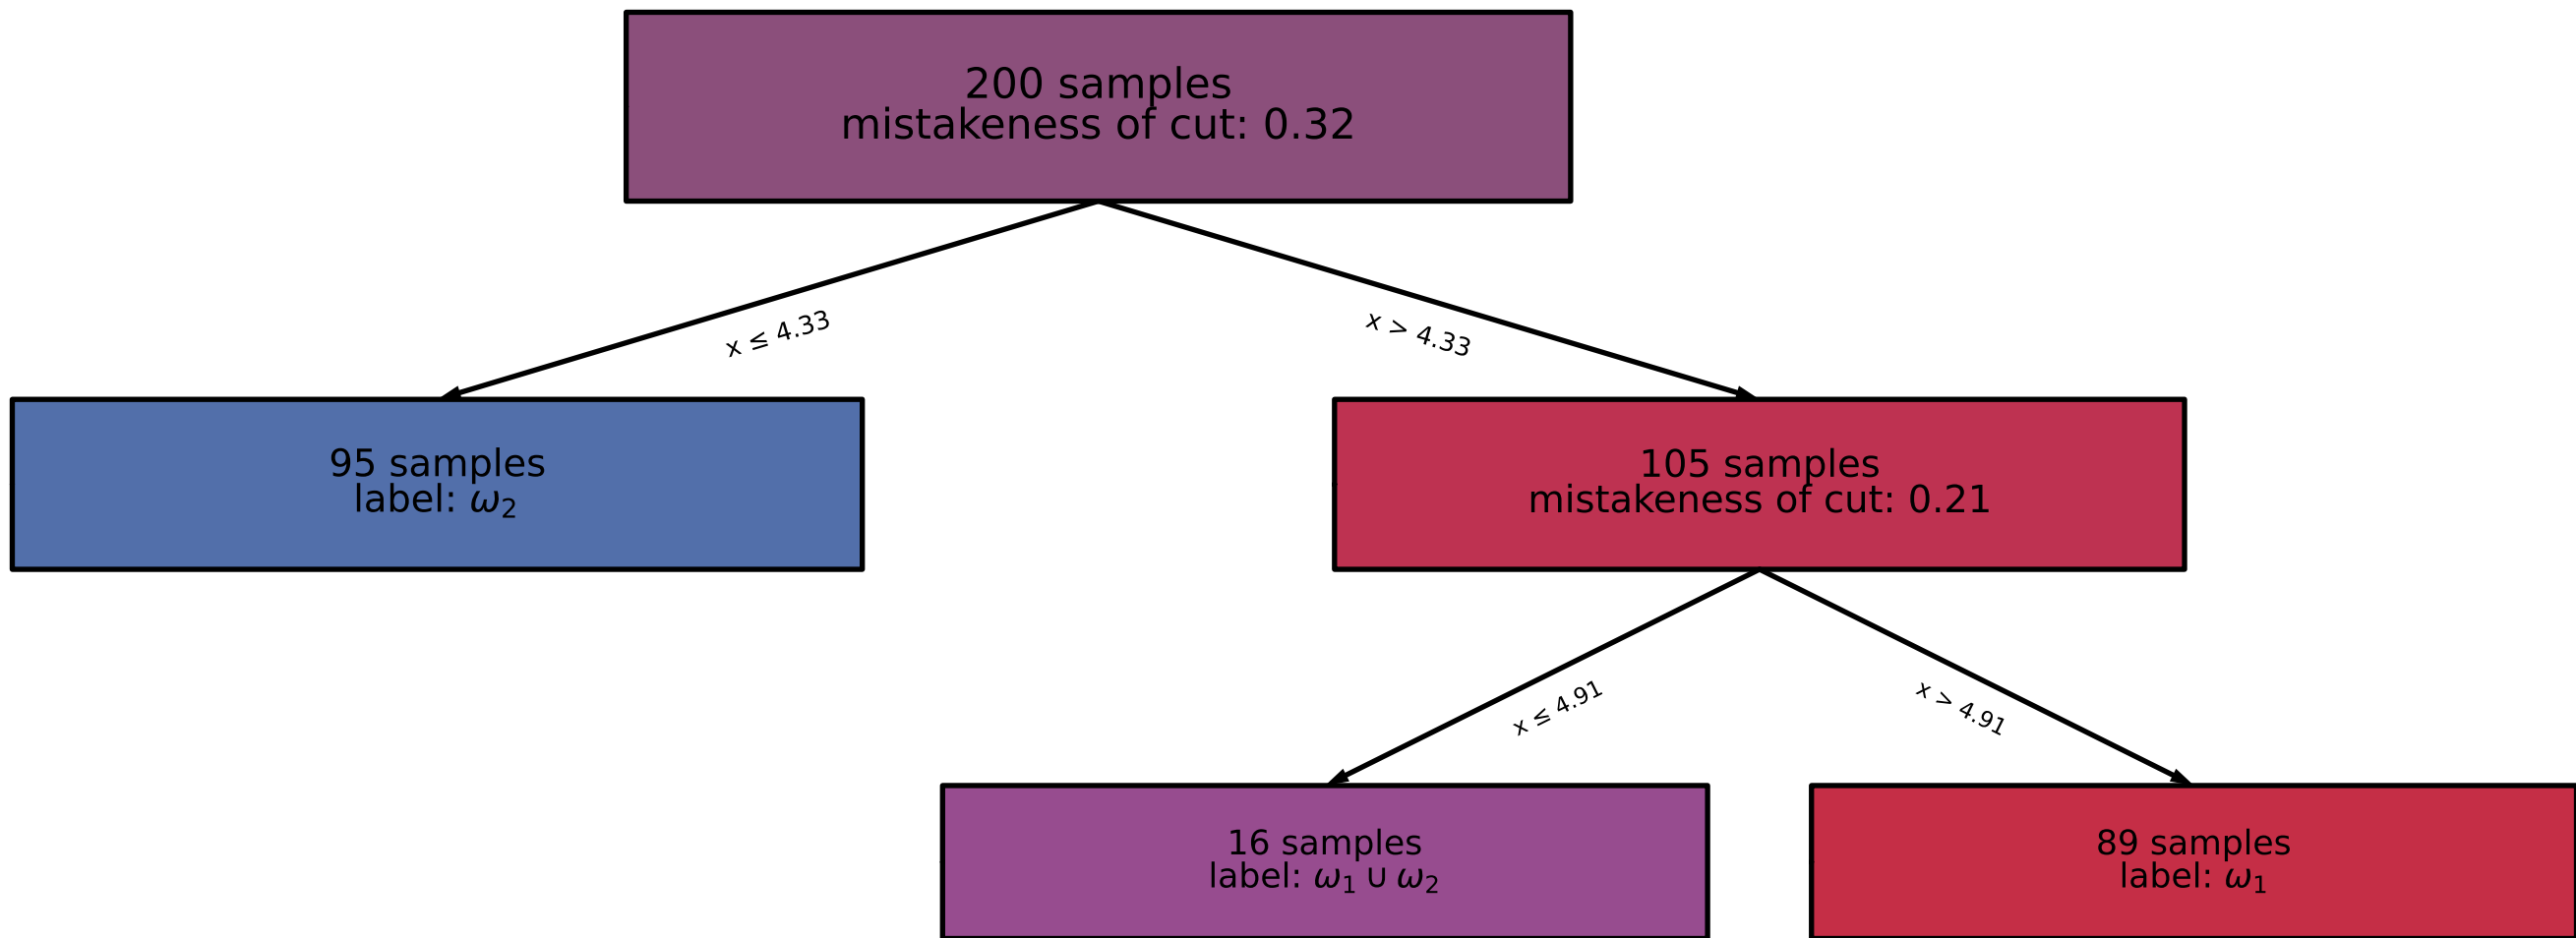 200 samples
mistakeness of cut: 0.32
x ≤ 4.33
x > 4.33
95 samples
label: ω₂
105 samples
mistakeness of cut: 0.21
x ≤ 4.91
x > 4.91
16 samples
label: ω₁ ∪ ω₂
89 samples
label: ω₁